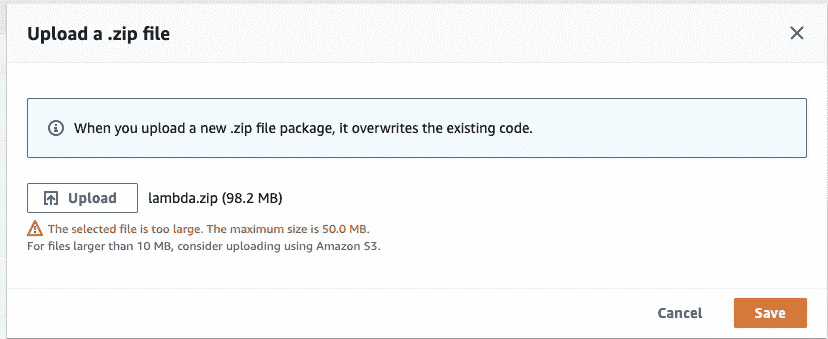 Upload a .zip file
When you upload a new .zip file package, it overwrites the existing code.
Upload lambda.zip (98.2 MB)
The selected file is too large. The maximum size is 50.0 MB.
For files larger than 10 MB, consider uploading using Amazon S3.
Cancel Save